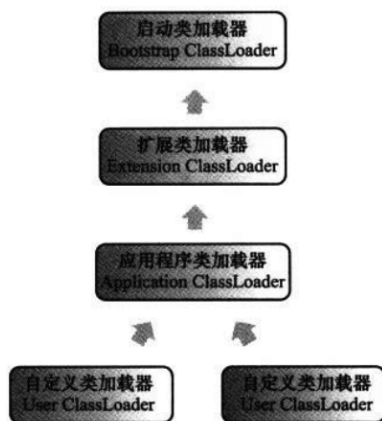 启动类加载器
Bootstrap ClassLoader
扩展类加载器
Extension ClassLoader
应用程序类加载器
Application ClassLoader
自定义类加载器
User ClassLoader
自定义类加载器
User ClassLoader